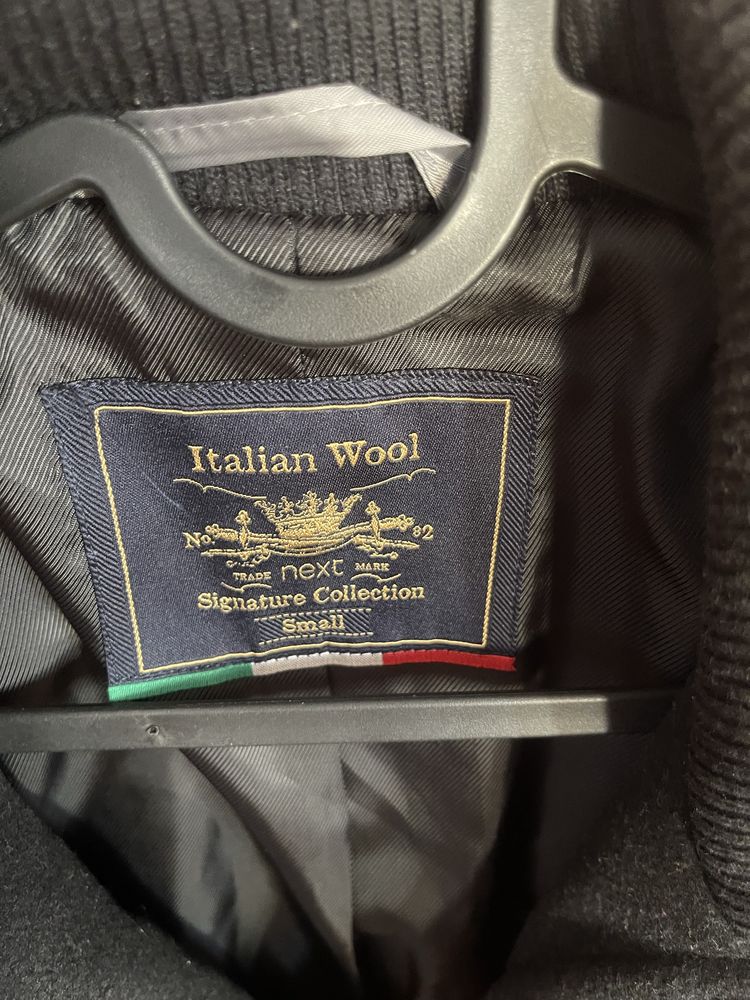 Italian Wool
No. 82
TRADE next MARK
Signature Collection
Small